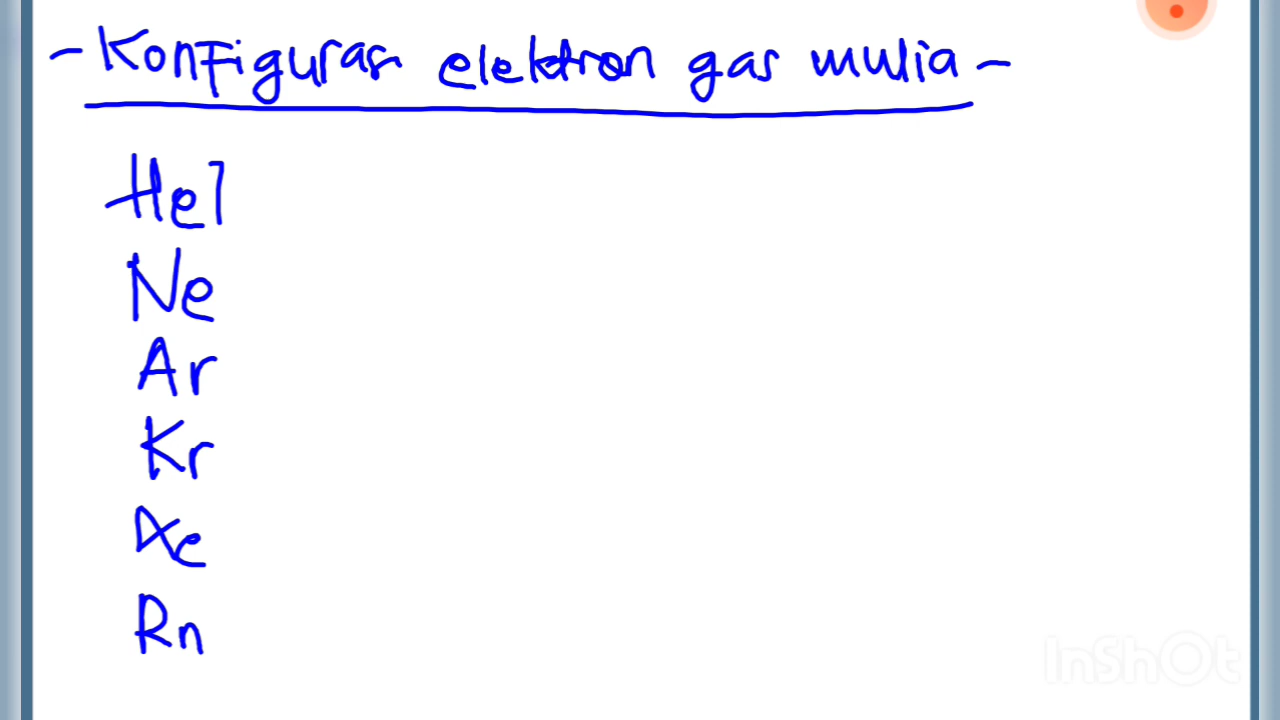 - Konfigurasi elektron gas mulia -
He]
Ne
Ar
Kr
Xe
Rn
InShOt